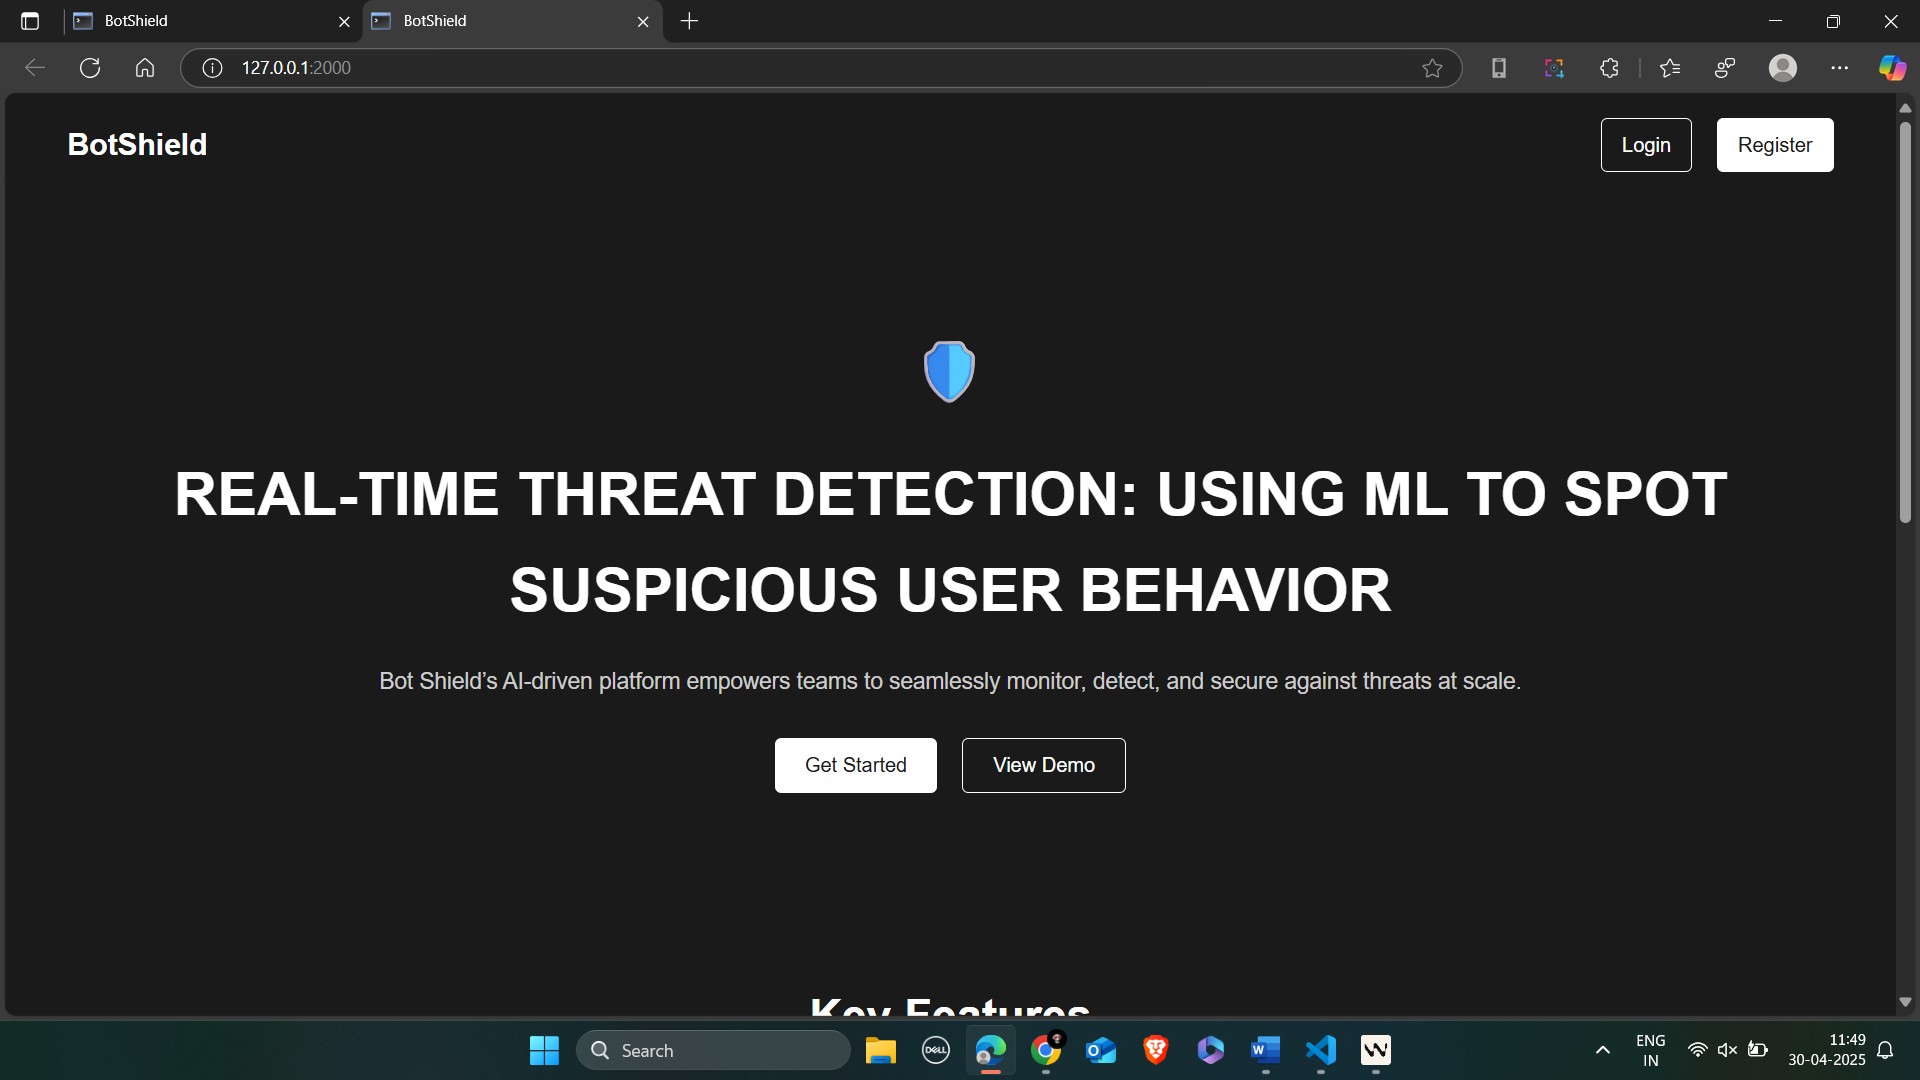 BotShield
BotShield
127.0.0.1:2000
BotShield
Login
Register
REAL-TIME THREAT DETECTION: USING ML TO SPOT
SUSPICIOUS USER BEHAVIOR
Bot Shield’s AI-driven platform empowers teams to seamlessly monitor, detect, and secure against threats at scale.
Get Started
View Demo
Key Features
Search
DELL
ENG
IN
11:49
30-04-2025